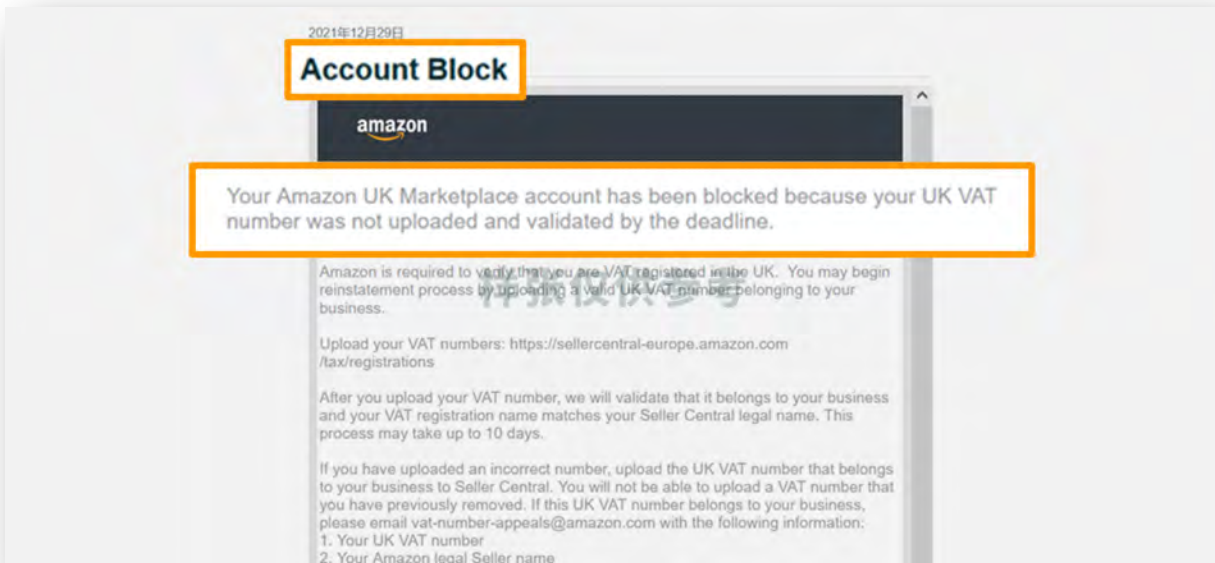 2021年12月29日
Account Block
amazon
Your Amazon UK Marketplace account has been blocked because your UK VAT
number was not uploaded and validated by the deadline.
Amazon is required to verify that you are VAT registered in the UK. You may begin
reinstatement process by uploading a valid UK VAT number belonging to your
business.
样张仅供参考
Upload your VAT numbers: https://sellercentral-europe.amazon.com
/tax/registrations
After you upload your VAT number, we will validate that it belongs to your business
and your VAT registration name matches your Seller Central legal name. This
process may take up to 10 days.
If you have uploaded an incorrect number, upload the UK VAT number that belongs
to your business to Seller Central. You will not be able to upload a VAT number that
you have previously removed. If this UK VAT number belongs to your business,
please email vat-number-appeals@amazon.com with the following information:
1. Your UK VAT number
2. Your Amazon legal Seller name